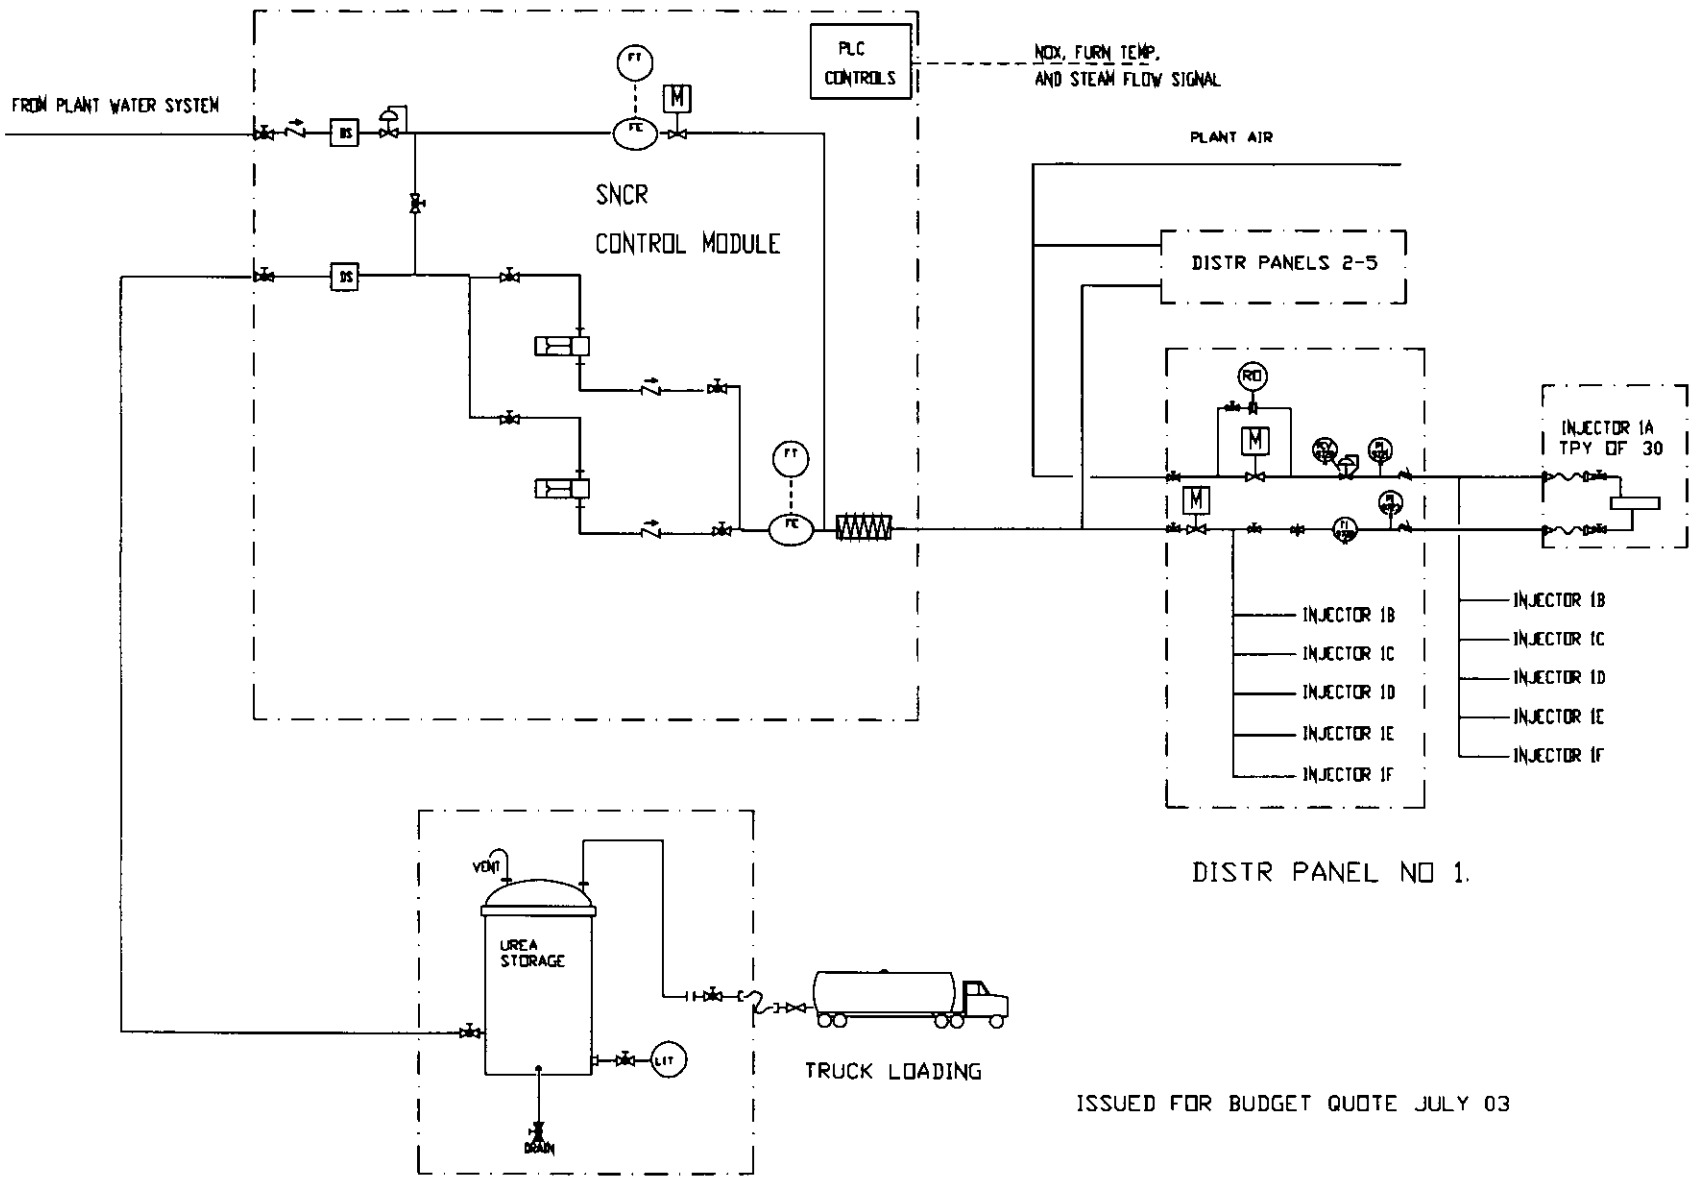 PLC
CONTROLS
NOX, FURN TEMP,
AND STEAM FLOW SIGNAL
FROM PLANT WATER SYSTEM
FT
M
FE
DS
SNCR
CONTROL MODULE
PLANT AIR
DISTR PANELS 2-5
DS
RO
M
INJECTOR 1A
TPY OF 30
FT
FE
M
INJECTOR 1B
INJECTOR 1C
INJECTOR 1D
INJECTOR 1E
INJECTOR 1F
INJECTOR 1B
INJECTOR 1C
INJECTOR 1D
INJECTOR 1E
INJECTOR 1F
DISTR PANEL NO 1.
VENT
UREA
STORAGE
LIT
DRAIN
TRUCK LOADING
ISSUED FOR BUDGET QUOTE JULY 03